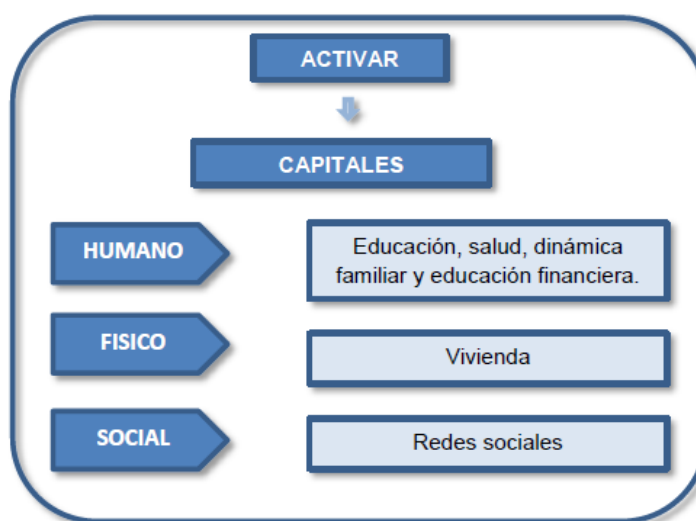 ACTIVAR
CAPITALES
HUMANO
Educación, salud, dinámica
familiar y educación financiera.
FISICO
Vivienda
SOCIAL
Redes sociales